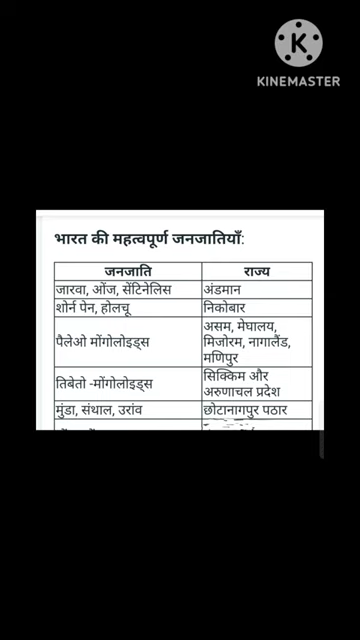 KINEMASTER
भारत की महत्वपूर्ण जनजातियाँ:
जनजाति राज्य
जारवा, ओंज, सेंटिनेलिस अंडमान
शोर्न पेन, होलचू निकोबार
पैलेओ मोंगोलोइड्स असम, मेघालय,
मिजोरम, नागालैंड,
मणिपुर
तिबेतो -मोंगोलोइड्स सिक्किम और
अरुणाचल प्रदेश
मुंडा, संथाल, उरांव छोटानागपुर पठार